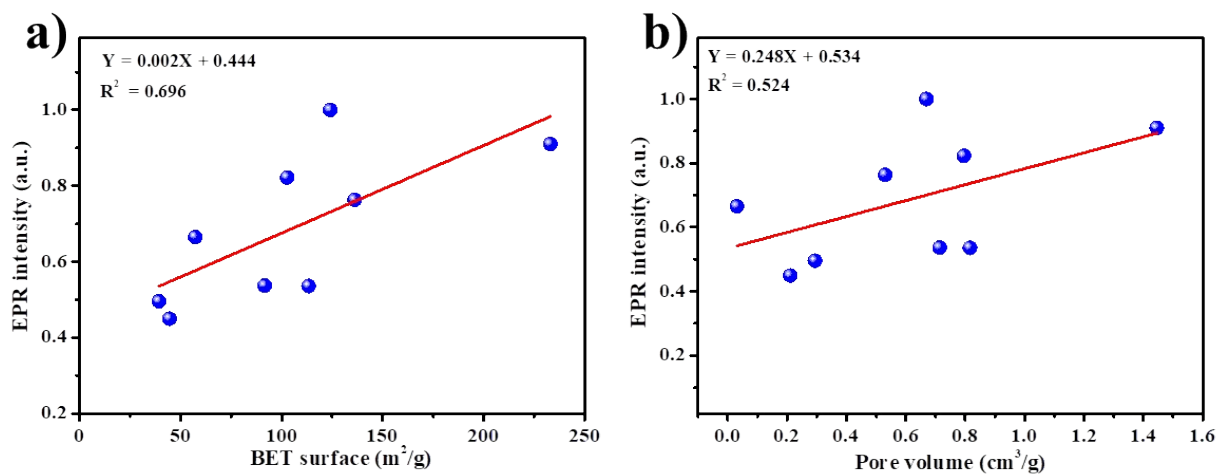 a)
Y = 0.002X + 0.444
R² = 0.696
EPR intensity (a.u.)
1.0
0.8
0.6
0.4
0.2
0
50
100
150
200
250
BET surface (m²/g)
b)
Y = 0.248X + 0.534
R² = 0.524
EPR intensity (a.u.)
1.0
0.8
0.6
0.4
0.2
0.0
0.2
0.4
0.6
0.8
1.0
1.2
1.4
1.6
Pore volume (cm³/g)